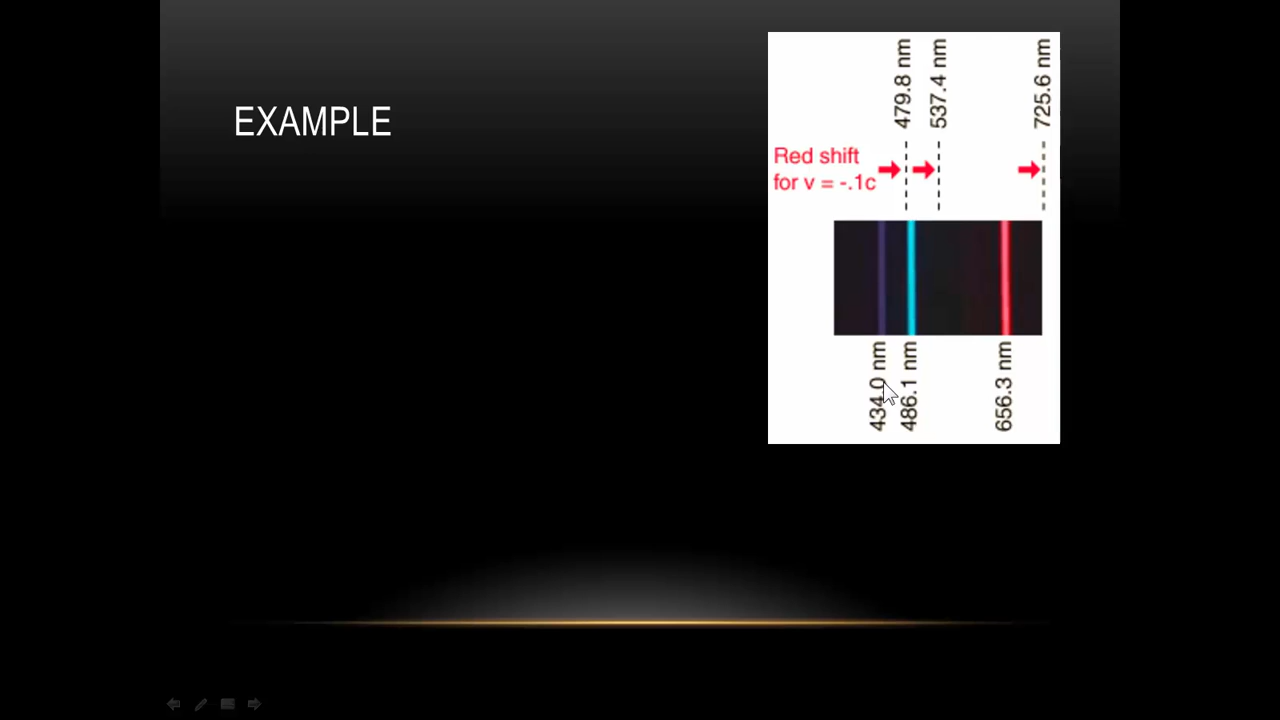 EXAMPLE
479.8 nm
537.4 nm
725.6 nm
Red shift
for v = -.1c
434.0 nm
486.1 nm
656.3 nm